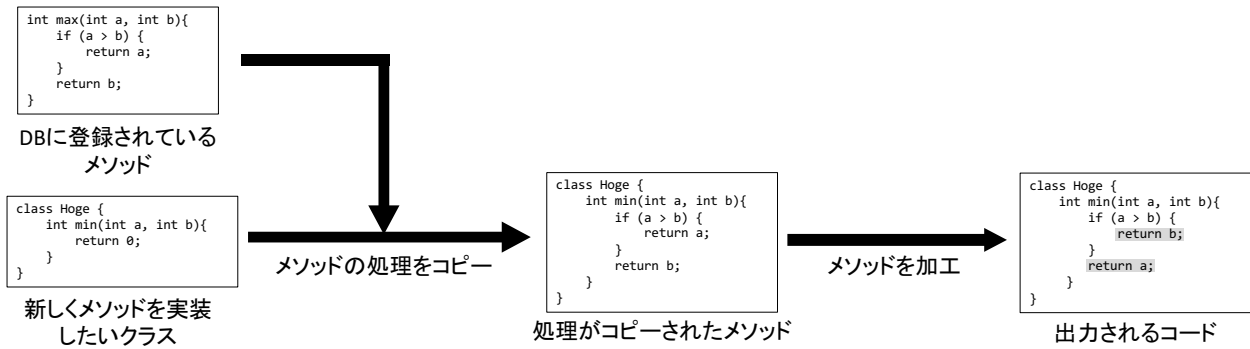 int max(int a, int b){
    if (a > b) {
        return a;
    }
    return b;
}
DBに登録されている
メソッド
class Hoge {
    int min(int a, int b){
        return 0;
    }
}
新しくメソッドを実装
したいクラス
メソッドの処理をコピー
class Hoge {
    int min(int a, int b){
        if (a > b) {
            return a;
        }
        return b;
    }
}
処理がコピーされたメソッド
メソッドを加工
class Hoge {
    int min(int a, int b){
        if (a > b) {
            return b;
        }
        return a;
    }
}
出力されるコード